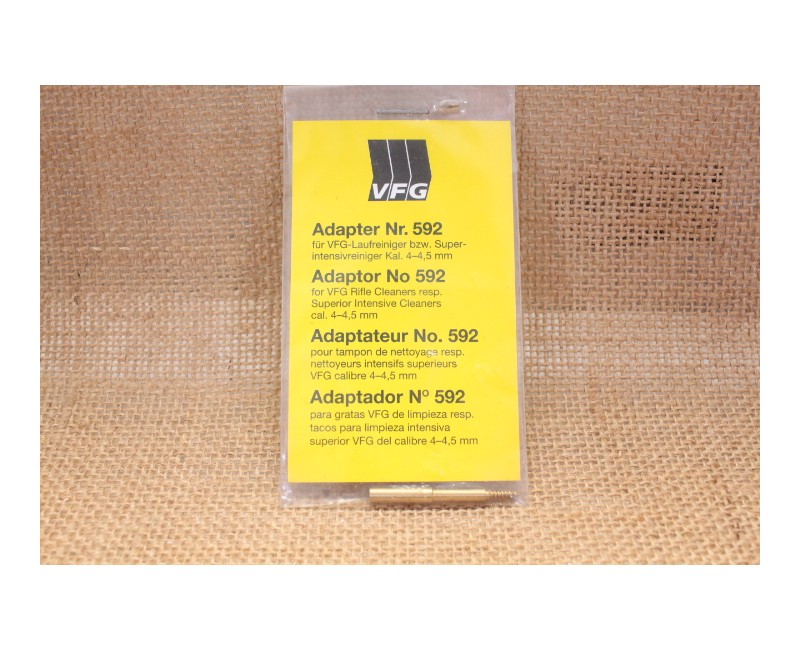 VFG
Adapter Nr. 592
für VFG-Laufreiniger bzw. Super-
intensivreiniger Kal. 4–4,5 mm
Adaptor No 592
for VFG Rifle Cleaners resp.
Superior Intensive Cleaners
cal. 4–4,5 mm
Adaptateur No. 592
pour tampon de nettoyage resp.
nettoyeurs intensifs superieurs
VFG calibre 4–4,5 mm
Adaptador Nº 592
para gratas VFG de limpieza resp.
tacos para limpieza intensiva
superior VFG del calibre 4–4,5 mm